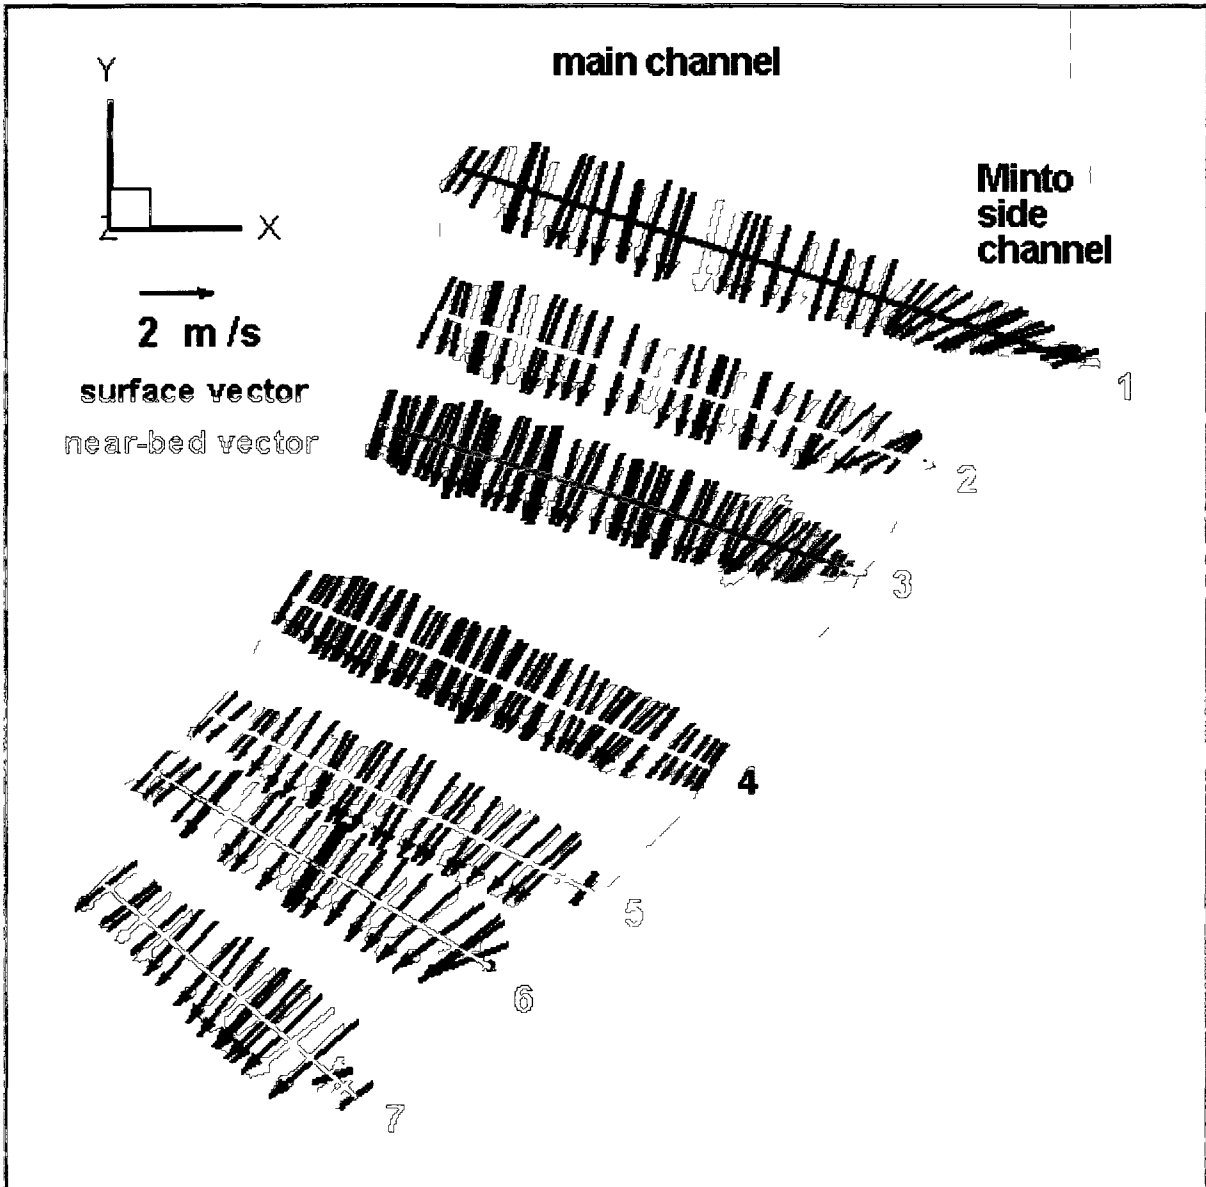 main channel
Y
X
Z
Minto
side
channel
2 m/s
surface vector
near-bed vector
1
2
3
4
5
6
7